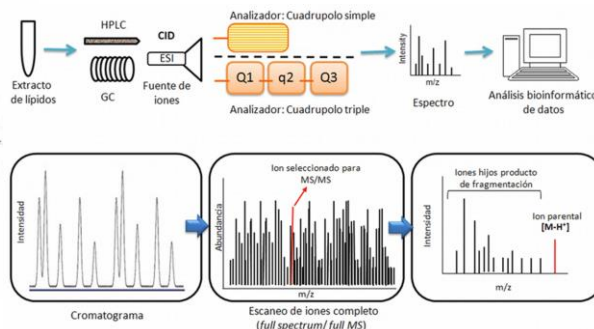 Analizador: Cuadrupolo simple
HPLC
CID
ESI
Q1
q2
Q3
Intensity
m/z
Extracto
de lípidos
GC
Fuente de
iones
Analizador: Cuadrupolo triple
Espectro
Análisis bioinformático
de datos
Ion seleccionado para
MS/MS
Iones hijos producto
de fragmentación
Ion parental
[M-H⁺]
Intensidad
Abundancia
Intensidad
m/z
m/z
Cromatograma
Escaneo de iones completo
(full spectrum/ full MS)